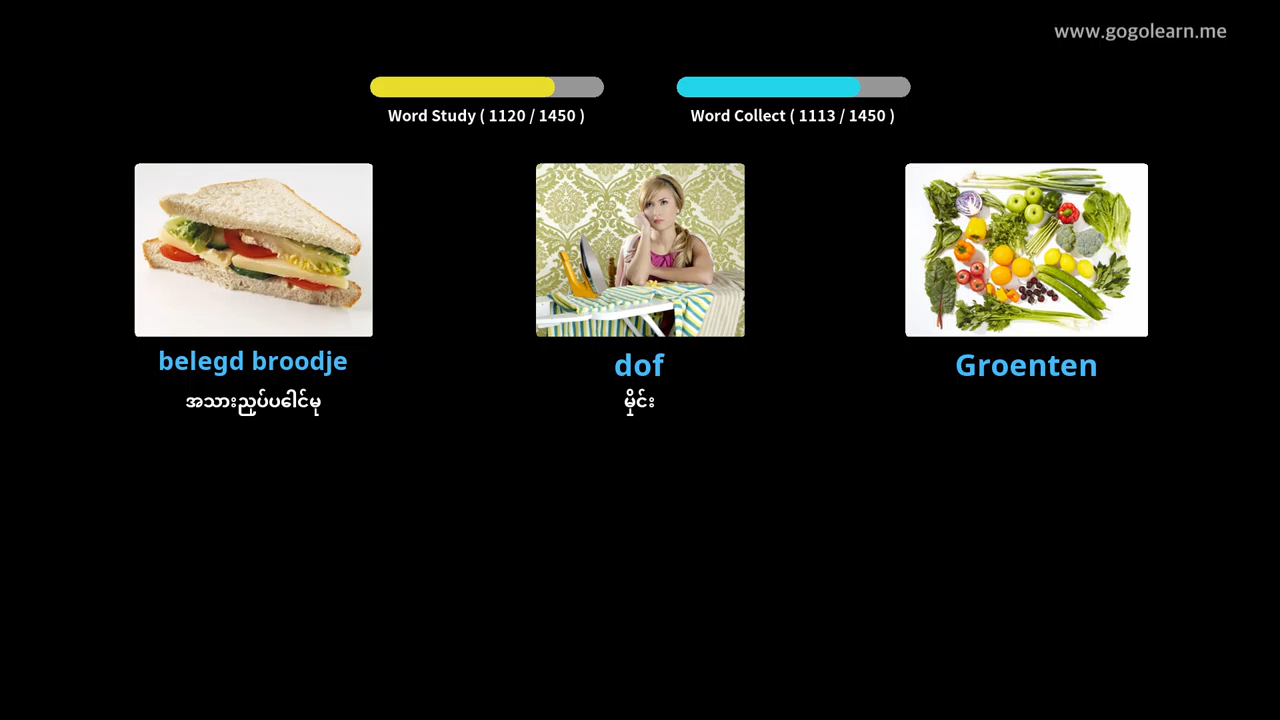 www.gogolearn.me
Word Study ( 1120 / 1450 )
Word Collect ( 1113 / 1450 )
belegd broodje
dof
Groenten
အသားညှပ်ပေါင်မု
မှိုင်း